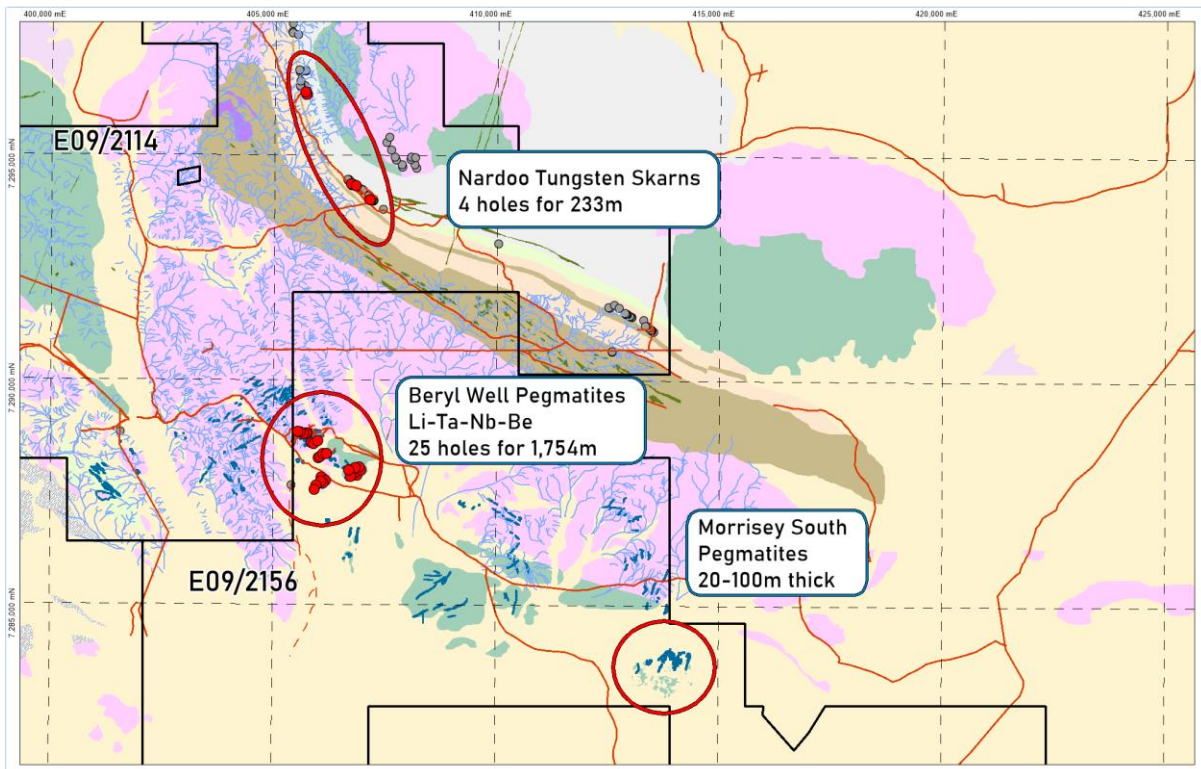 400,000 mE
405,000 mE
410,000 mE
415,000 mE
420,000 mE
425,000 mE
7 295,000 mN
7 290,000 mN
7 285,000 mN
E09/2114
Nardoo Tungsten Skarns
4 holes for 233m
Beryl Well Pegmatites
Li-Ta-Nb-Be
25 holes for 1,754m
Morrisey South
Pegmatites
20-100m thick
E09/2156